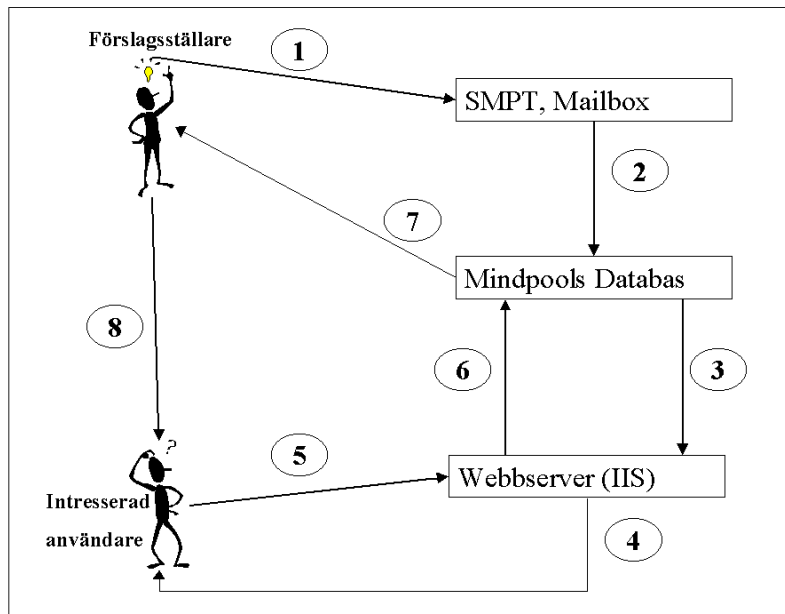 Förslagsställare
1
SMPT, Mailbox
2
7
Mindpools Databas
8
6
3
?
5
Webbserver (IIS)
Intresserad
användare
4